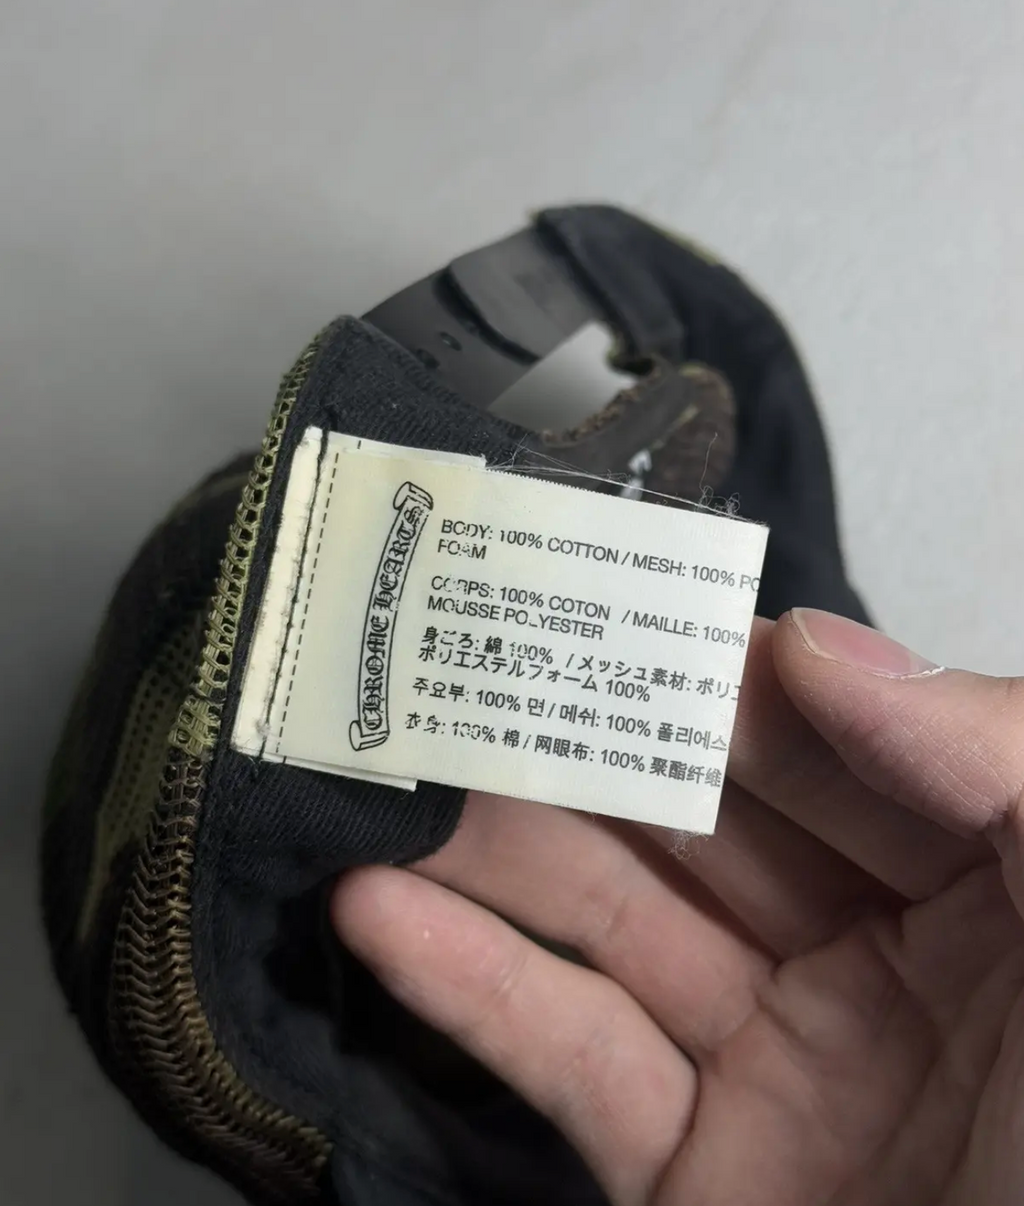 CHROME HEARTS
BODY: 100% COTTON / MESH: 100% PO
FOAM
CORPS: 100% COTON / MAILLE: 100%
MOUSSE POLYESTER
身ごろ: 綿 100% / メッシュ素材: ポリエ
ポリエステルフォーム 100%
주요부: 100% 면 / 메쉬: 100% 폴리에스
衣身: 100% 棉 / 网眼布: 100% 聚酯纤维